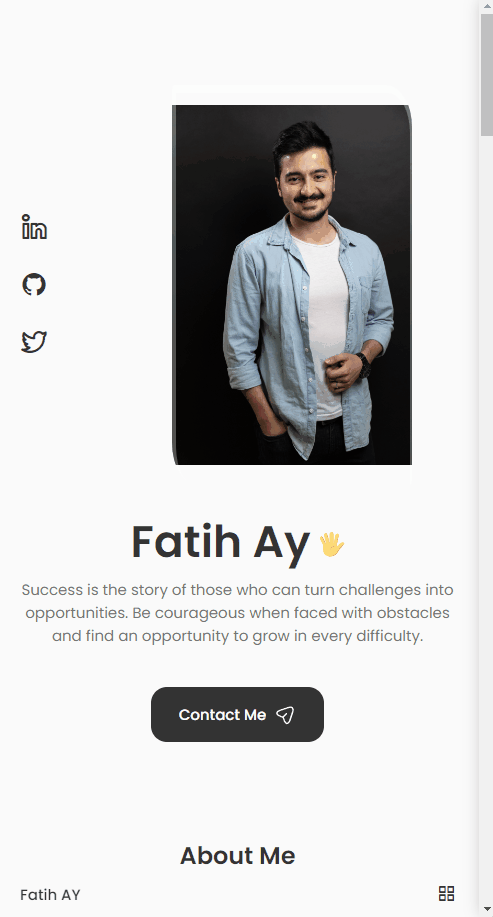 Fatih Ay 🖐
Success is the story of those who can turn challenges into
opportunities. Be courageous when faced with obstacles
and find an opportunity to grow in every difficulty.
Contact Me
About Me
Fatih AY